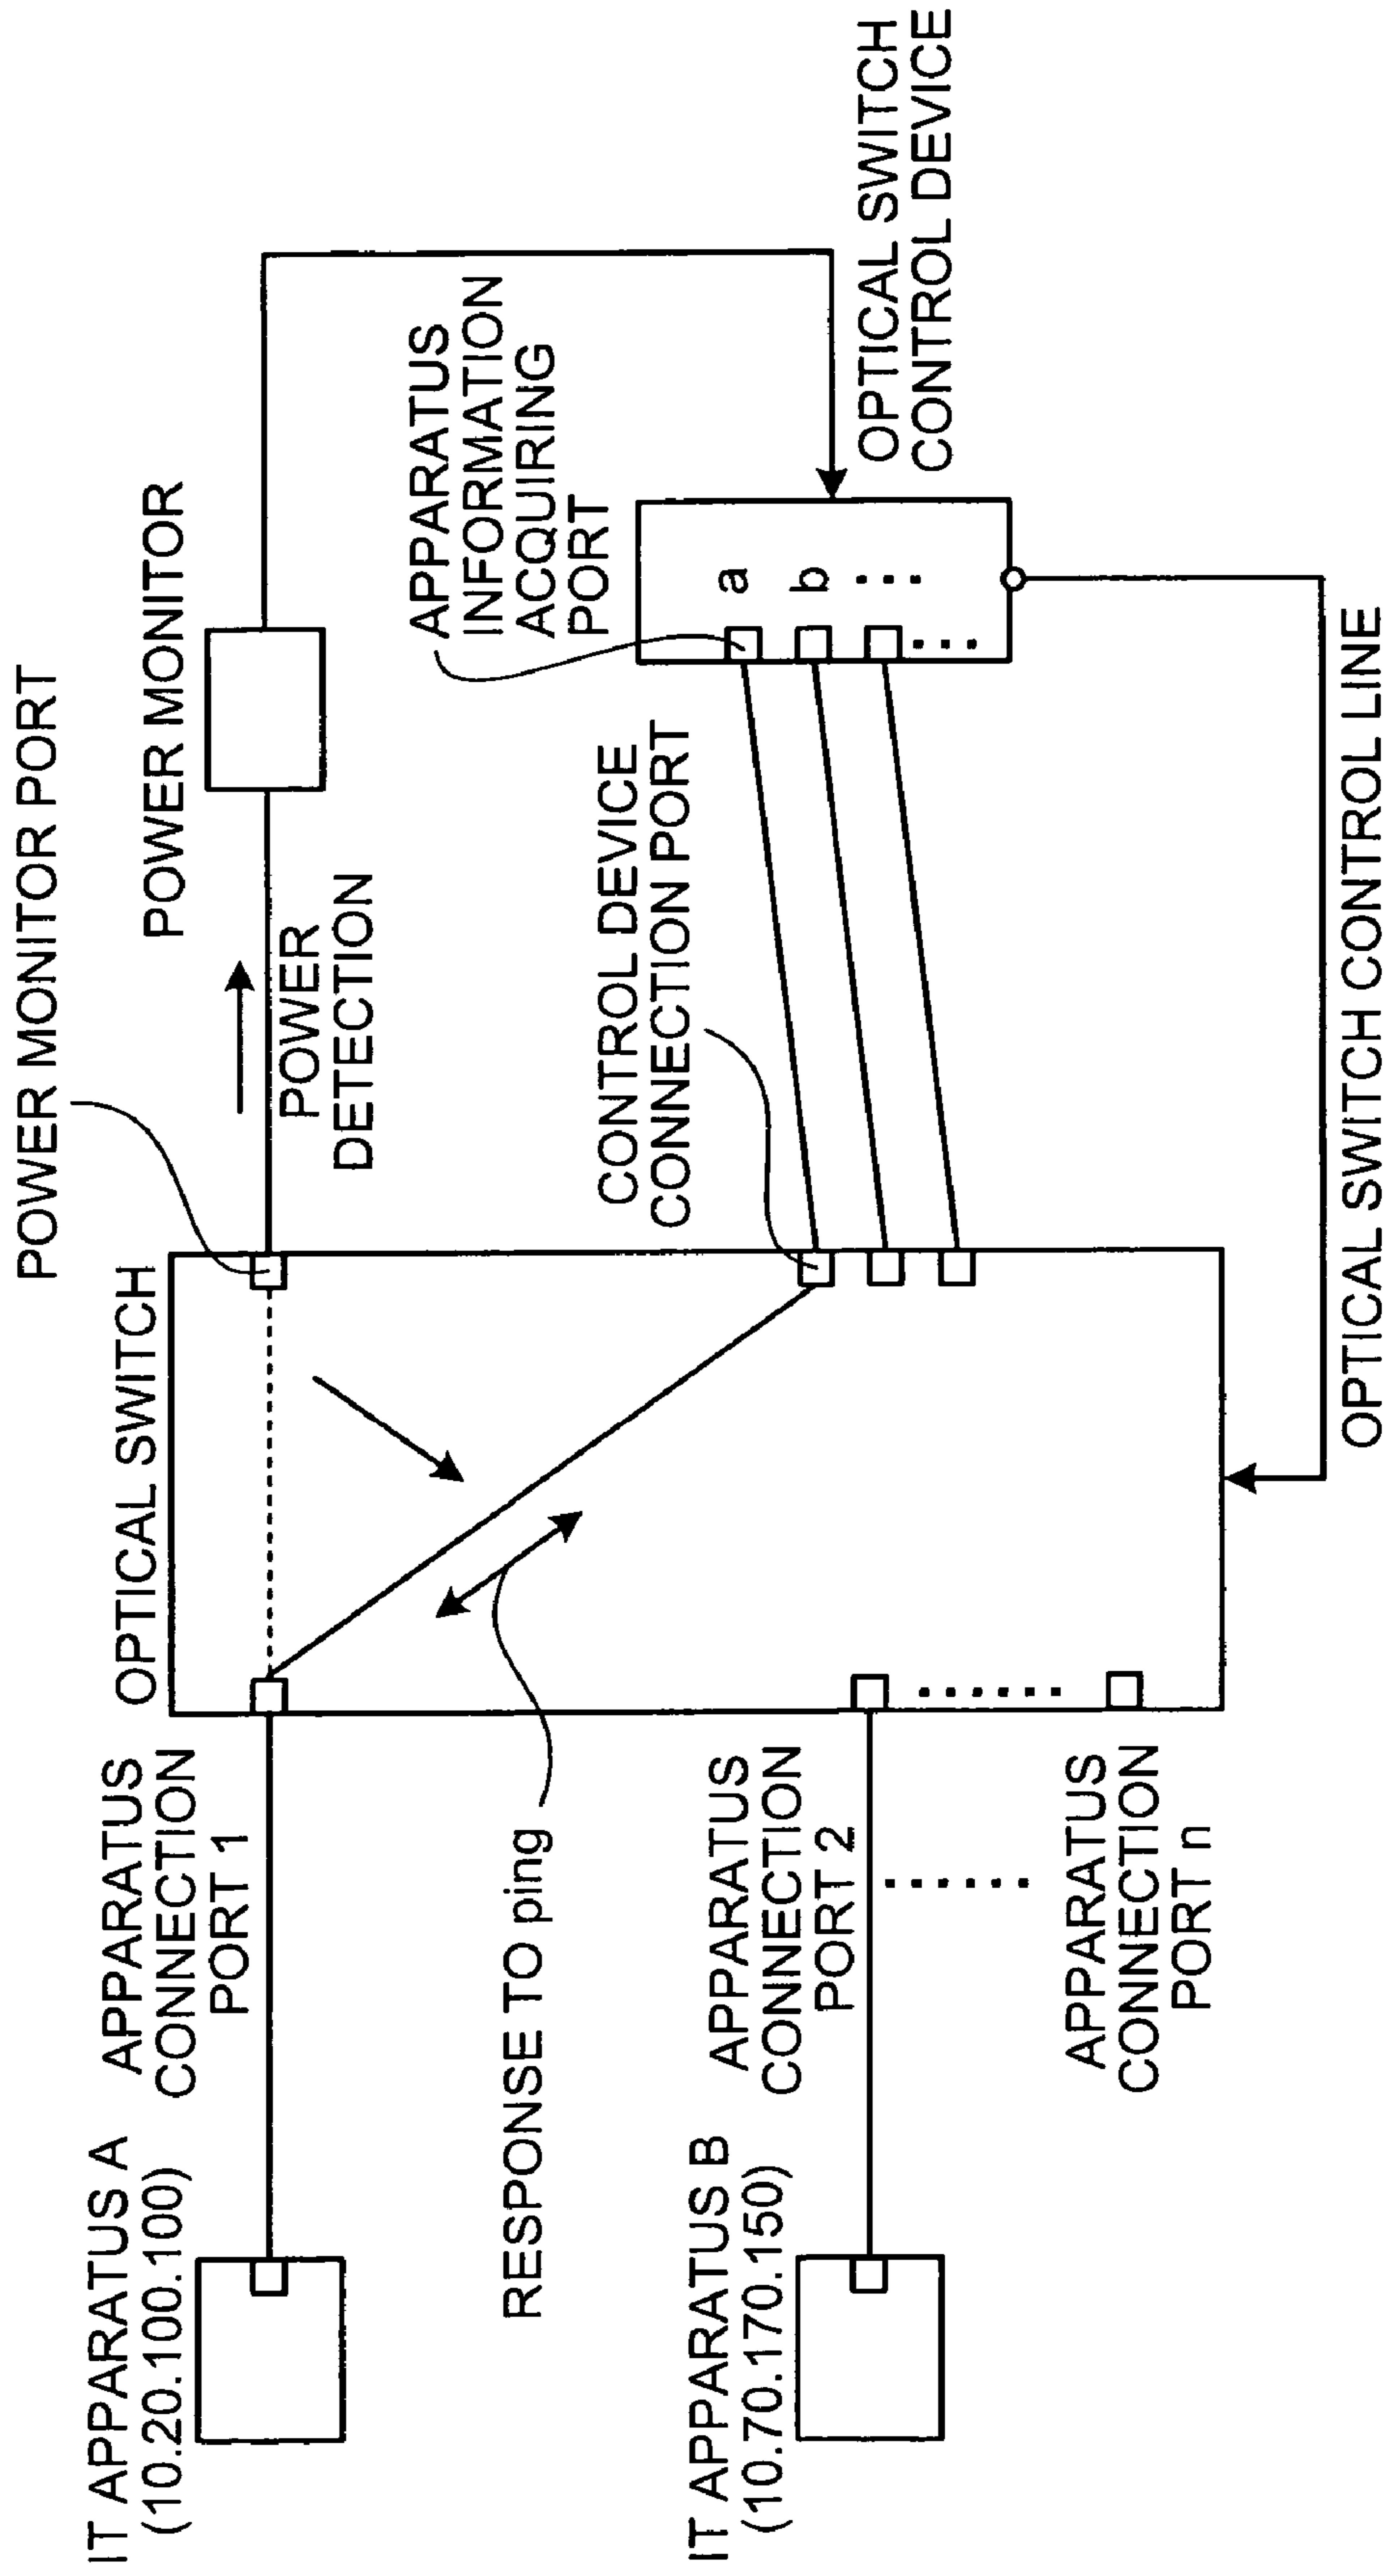 IT APPARATUS A
(10.20.100.100)
APPARATUS
CONNECTION
PORT 1
OPTICAL SWITCH
POWER MONITOR PORT
POWER
DETECTION
POWER MONITOR
APPARATUS
INFORMATION
ACQUIRING
PORT
RESPONSE TO ping
CONTROL DEVICE
CONNECTION PORT
a
b
OPTICAL SWITCH
CONTROL DEVICE
IT APPARATUS B
(10.70.170.150)
APPARATUS
CONNECTION
PORT 2
APPARATUS
CONNECTION
PORT n
OPTICAL SWITCH CONTROL LINE